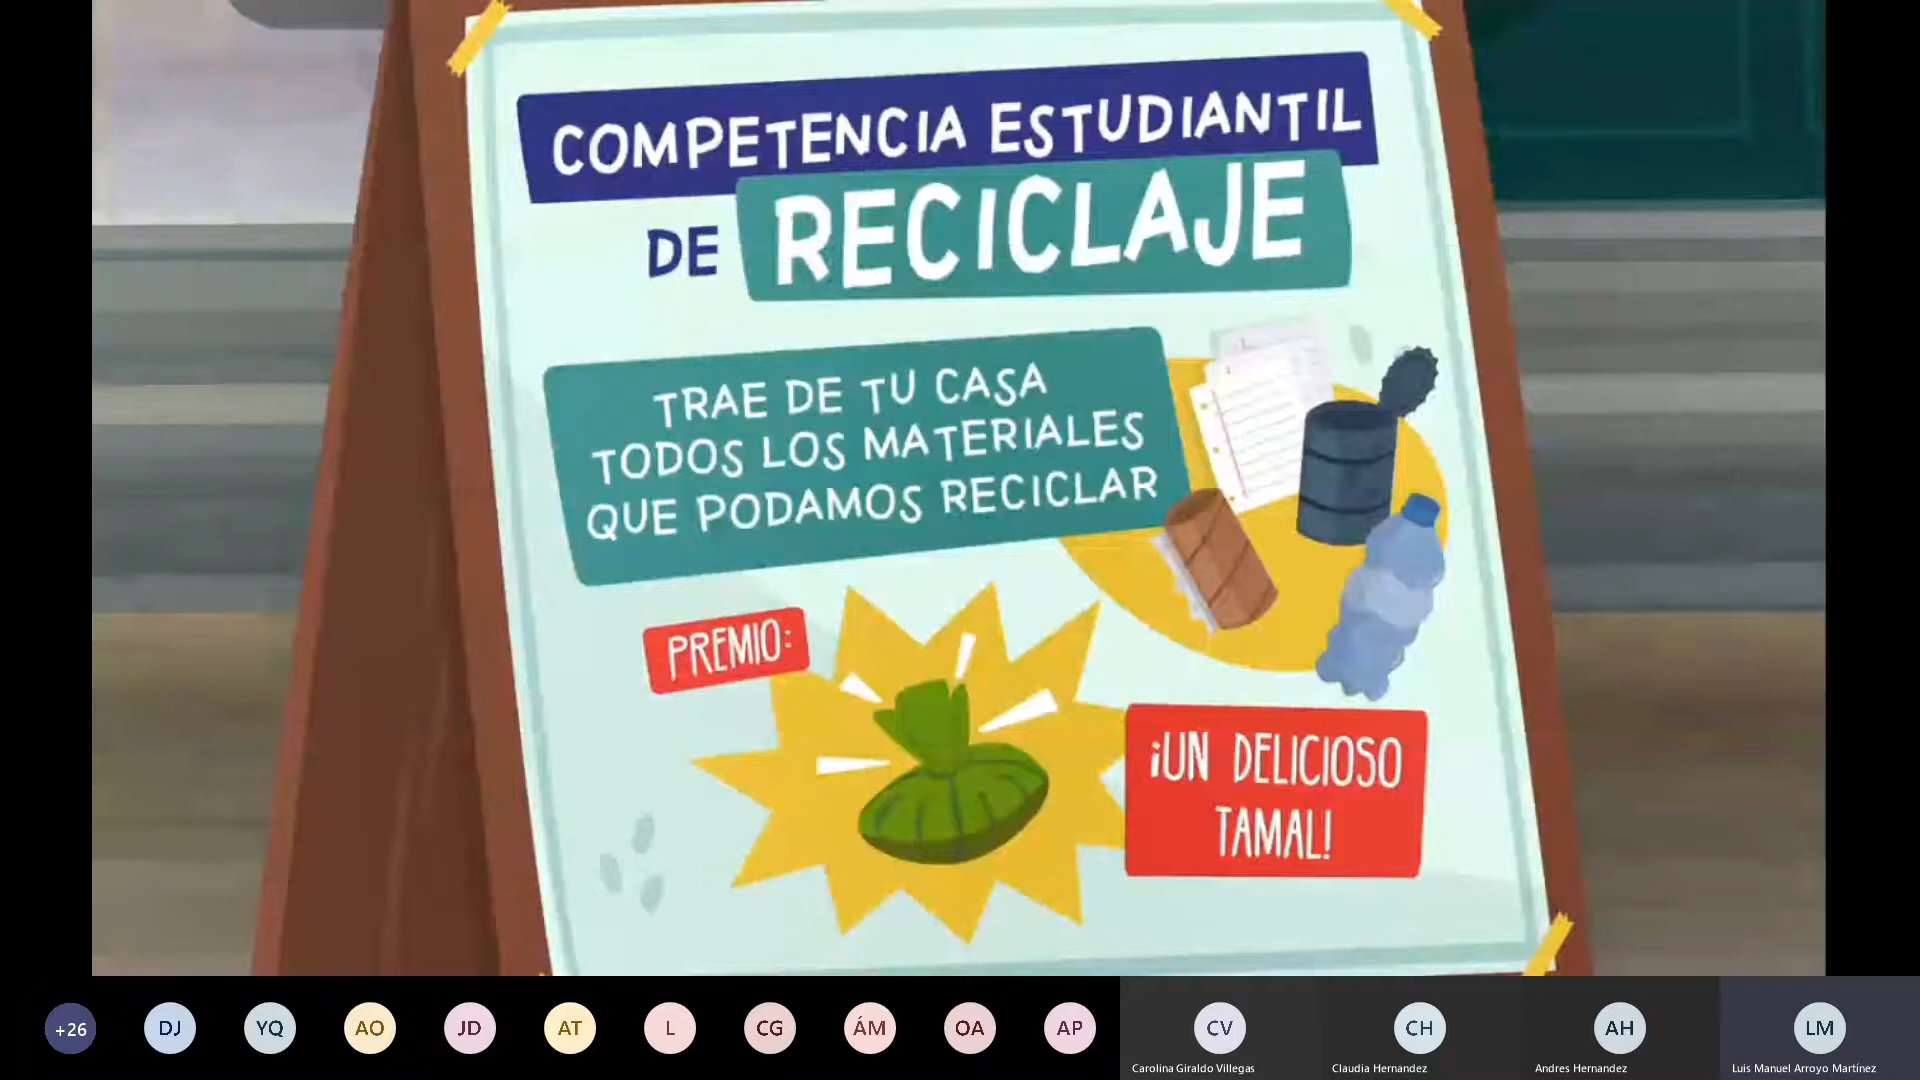 COMPETENCIA ESTUDIANTIL
DE RECICLAJE
TRAE DE TU CASA
TODOS LOS MATERIALES
QUE PODAMOS RECICLAR
PREMIO:
¡UN DELICIOSO
TAMAL!
+26
DJ
YQ
AO
JD
AT
L
CG
ÁM
OA
AP
CV
CH
AH
LM
Carolina Giraldo Villegas
Claudia Hernandez
Andres Hernandez
Luis Manuel Arroyo Martínez